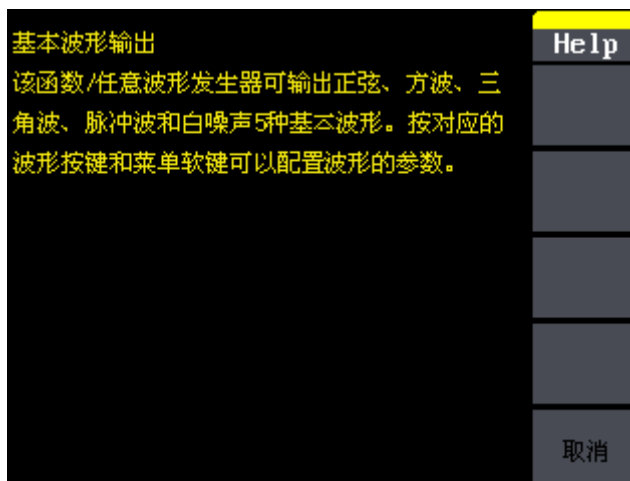 基本波形输出
Help
该函数/任意波形发生器可输出正弦、方波、三
角波、脉冲波和白噪声5种基本波形。按对应的
波形按键和菜单软键可以配置波形的参数。
取消